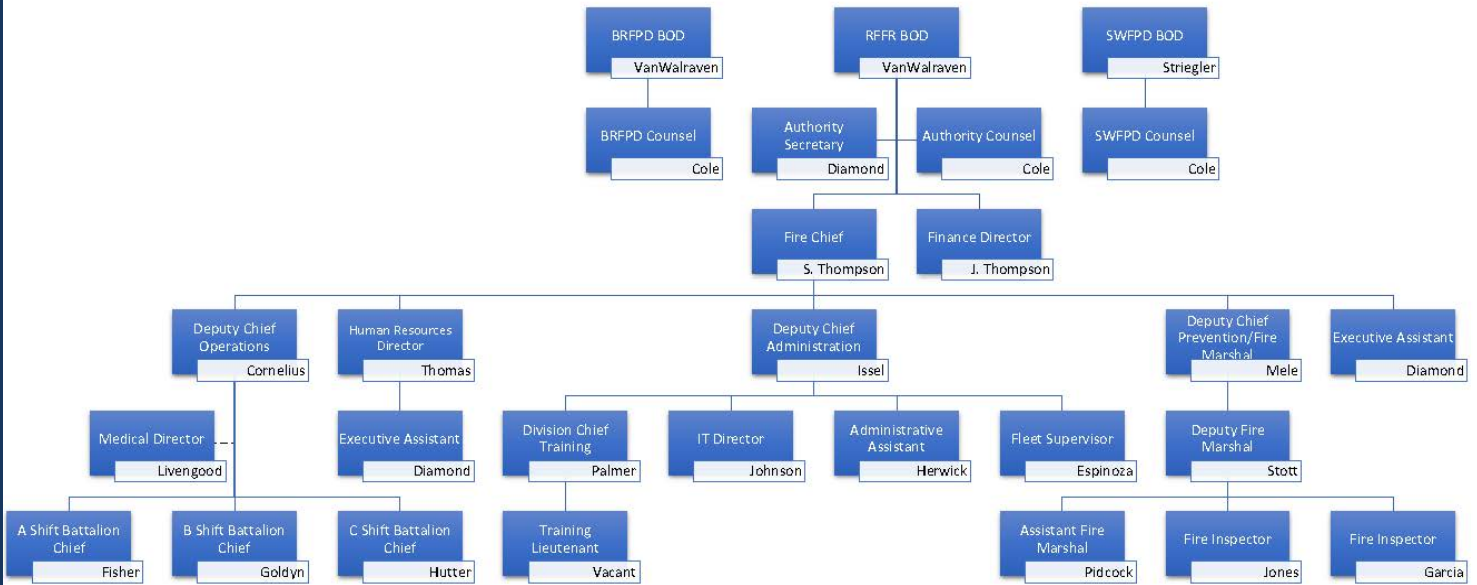 BRFPD BOD
VanWalraven
RFFR BOD
VanWalraven
SWFPD BOD
Striegler
BRFPD Counsel
Cole
Authority
Secretary
Diamond
Authority Counsel
Cole
SWFPD Counsel
Cole
Fire Chief
S. Thompson
Finance Director
J. Thompson
Deputy Chief
Operations
Cornelius
Human Resources
Director
Thomas
Deputy Chief
Administration
Issel
Deputy Chief
Prevention/Fire
Marshal
Mele
Executive Assistant
Diamond
Medical Director
Livengood
Executive Assistant
Diamond
Division Chief
Training
Palmer
IT Director
Johnson
Administrative
Assistant
Herwick
Fleet Supervisor
Espinoza
Deputy Fire
Marshal
Stott
A Shift Battalion
Chief
Fisher
B Shift Battalion
Chief
Goldyn
C Shift Battalion
Chief
Hutter
Training
Lieutenant
Vacant
Assistant Fire
Marshal
Pidcock
Fire Inspector
Jones
Fire Inspector
Garcia